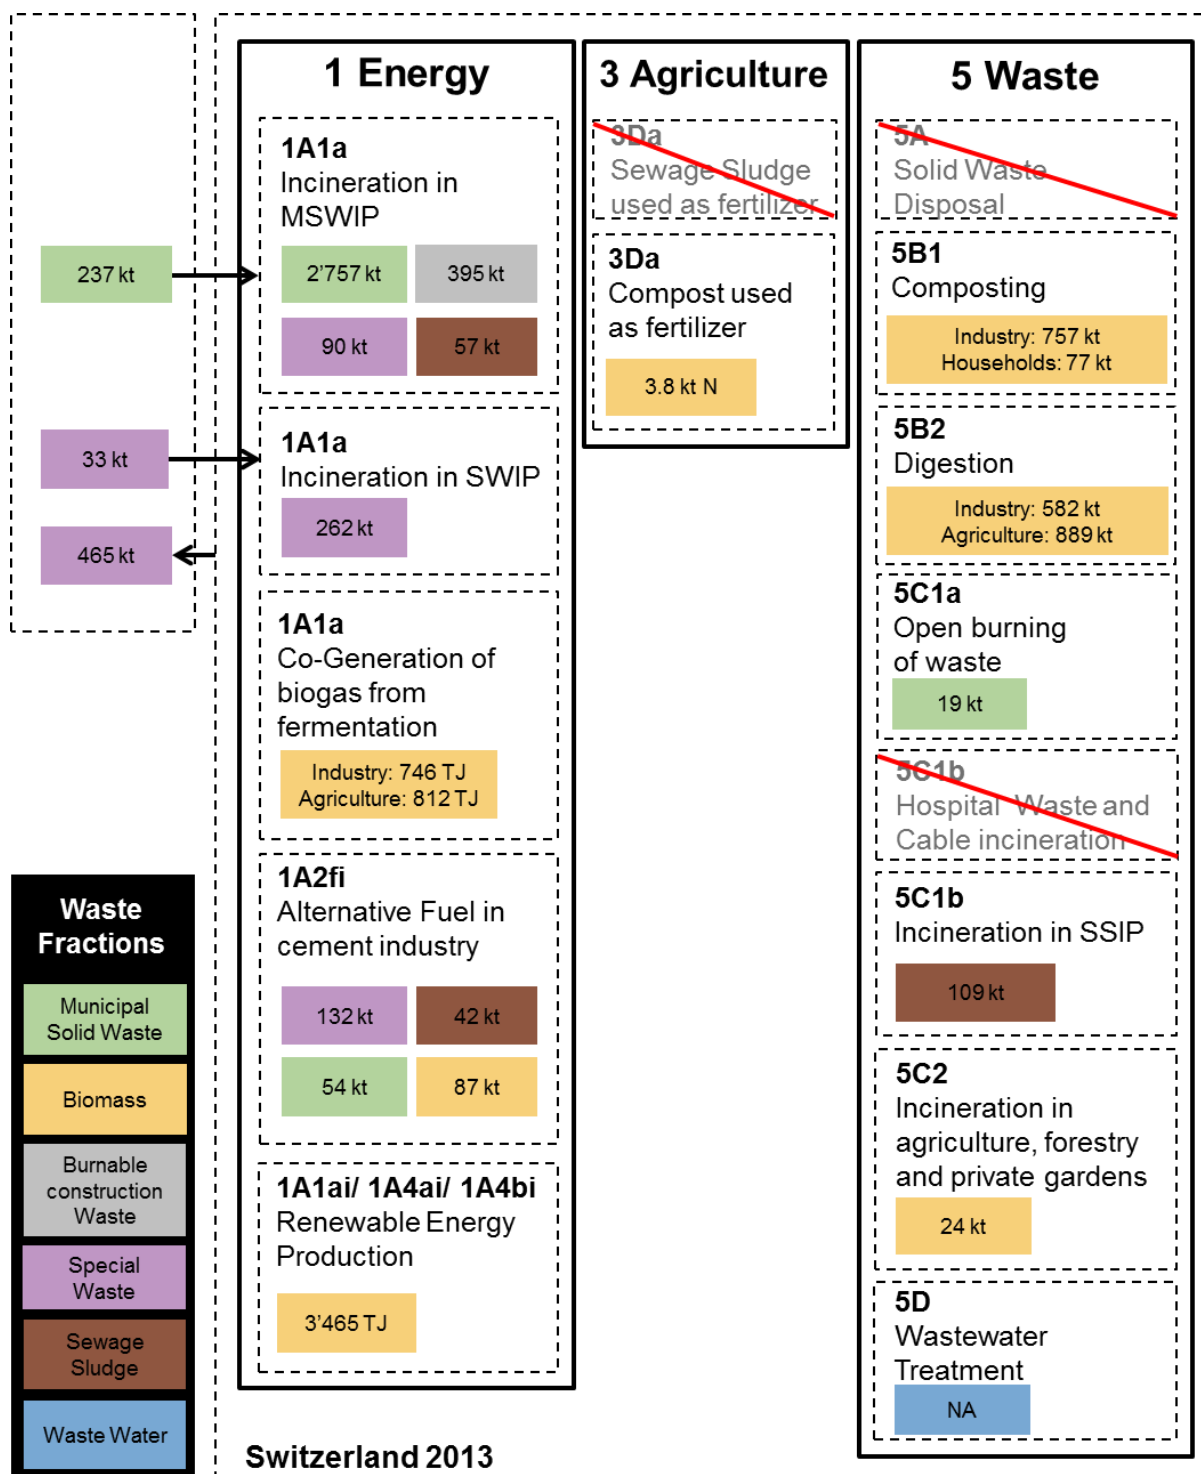 237 kt
33 kt
465 kt
Waste
Fractions
Municipal
Solid Waste
Biomass
Burnable
construction
Waste
Special
Waste
Sewage
Sludge
Waste Water
1 Energy
1A1a
Incineration in
MSWIP
2’757 kt
395 kt
90 kt
57 kt
1A1a
Incineration in SWIP
262 kt
1A1a
Co-Generation of
biogas from
fermentation
Industry: 746 TJ
Agriculture: 812 TJ
1A2fi
Alternative Fuel in
cement industry
132 kt
42 kt
54 kt
87 kt
1A1ai/ 1A4ai/ 1A4bi
Renewable Energy
Production
3’465 TJ
Switzerland 2013
3 Agriculture
3Da
Sewage Sludge
used as fertilizer
3Da
Compost used
as fertilizer
3.8 kt N
5 Waste
5A
Solid Waste
Disposal
5B1
Composting
Industry: 757 kt
Households: 77 kt
5B2
Digestion
Industry: 582 kt
Agriculture: 889 kt
5C1a
Open burning
of waste
19 kt
5C1b
Hospital Waste and
Cable incineration
5C1b
Incineration in SSIP
109 kt
5C2
Incineration in
agriculture, forestry
and private gardens
24 kt
5D
Wastewater
Treatment
NA